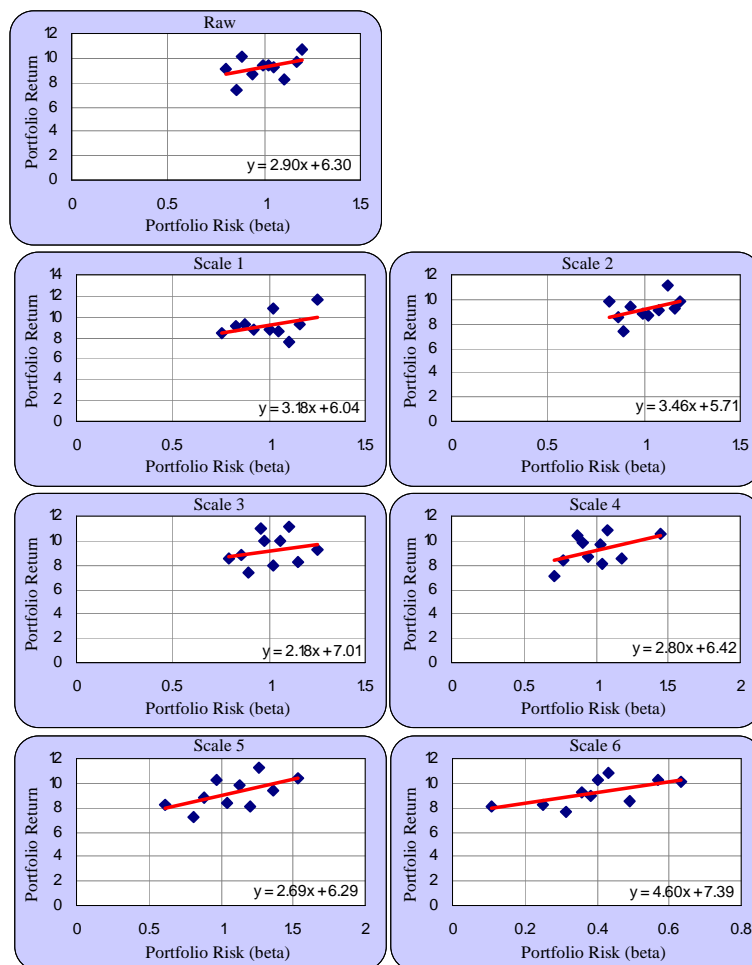 Raw
Portfolio Return
12
10
8
6
4
2
0
y = 2.90x + 6.30
0 0.5 1 1.5
Portfolio Risk (beta)
Scale 1
Portfolio Return
14
12
10
8
6
4
2
0
y = 3.18x + 6.04
0 0.5 1 1.5
Portfolio Risk (beta)
Scale 2
Portfolio Return
12
10
8
6
4
2
0
y = 3.46x + 5.71
0 0.5 1 1.5
Portfolio Risk (beta)
Scale 3
Portfolio Return
12
10
8
6
4
2
0
y = 2.18x + 7.01
0 0.5 1 1.5
Portfolio Risk (beta)
Scale 4
Portfolio Return
12
10
8
6
4
2
0
y = 2.80x + 6.42
0 0.5 1 1.5 2
Portfolio Risk (beta)
Scale 5
Portfolio Return
12
10
8
6
4
2
0
y = 2.69x + 6.29
0 0.5 1 1.5 2
Portfolio Risk (beta)
Scale 6
Portfolio Return
12
10
8
6
4
2
0
y = 4.60x + 7.39
0 0.2 0.4 0.6 0.8
Portfolio Risk (beta)